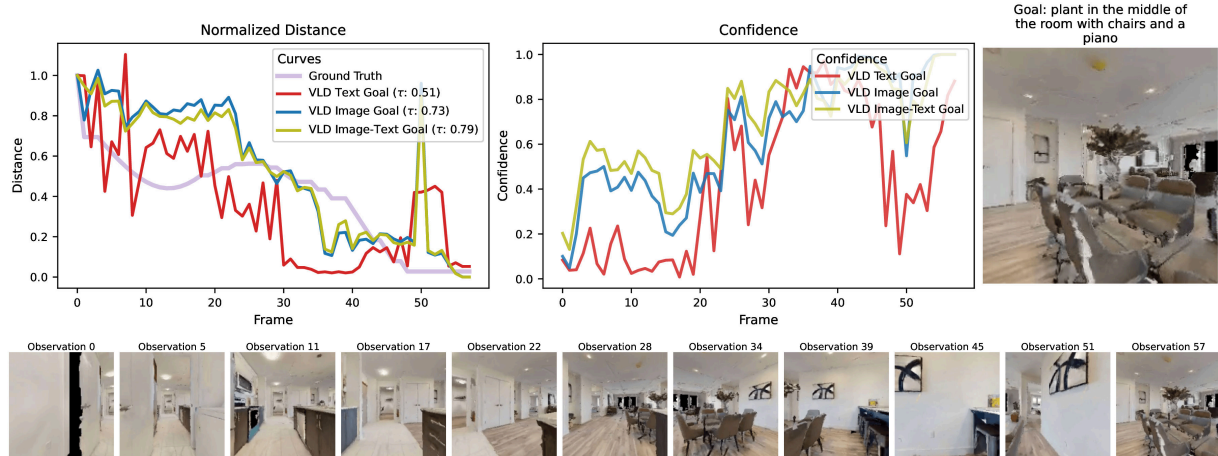 Goal: plant in the middle of
the room with chairs and a
piano
Normalized Distance
Curves
Ground Truth
VLD Text Goal (τ: 0.51)
VLD Image Goal (τ: 0.73)
VLD Image-Text Goal (τ: 0.79)
Distance
1.0
0.8
0.6
0.4
0.2
0.0
0
10
20
30
40
50
Frame
Confidence
Confidence
VLD Text Goal
VLD Image Goal
VLD Image-Text Goal
Confidence
1.0
0.8
0.6
0.4
0.2
0.0
0
10
20
30
40
50
Frame
Observation 0
Observation 5
Observation 11
Observation 17
Observation 22
Observation 28
Observation 34
Observation 39
Observation 45
Observation 51
Observation 57